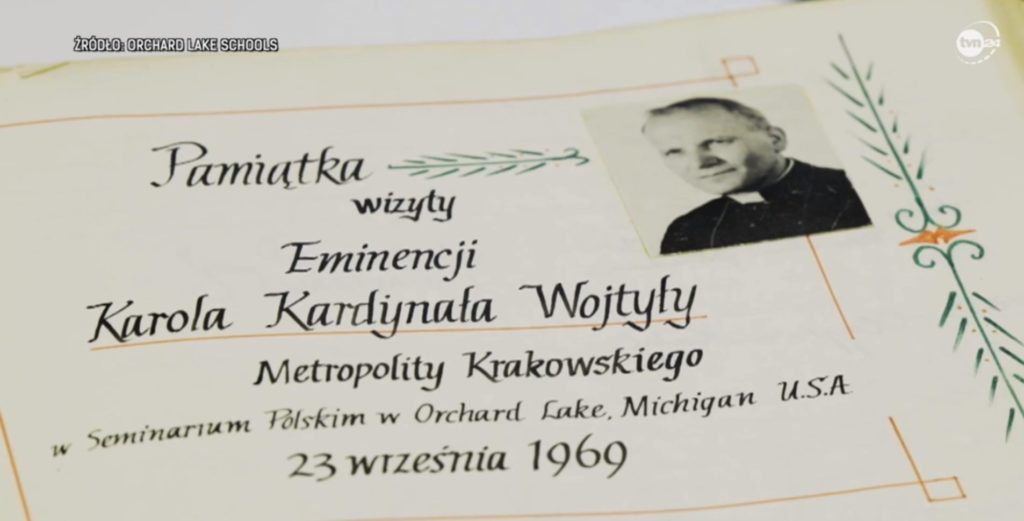 ŹRÓDŁO: ORCHARD LAKE SCHOOLS
tvn24
Pamiątka
wizyty
Eminencji
Karola Kardynała Wojtyły
Metropolity Krakowskiego
w Seminarium Polskim w Orchard Lake, Michigan U.S.A
23 września 1969